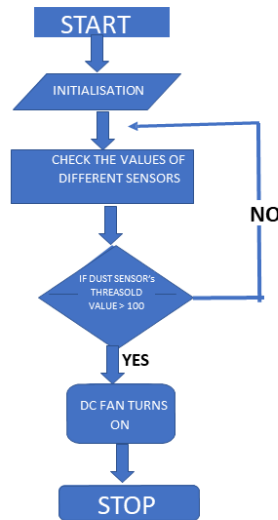 START
INITIALISATION
CHECK THE VALUES OF
DIFFERENT SENSORS
NO
IF DUST SENSOR's
THREASOLD
VALUE > 100
YES
DC FAN TURNS
ON
STOP